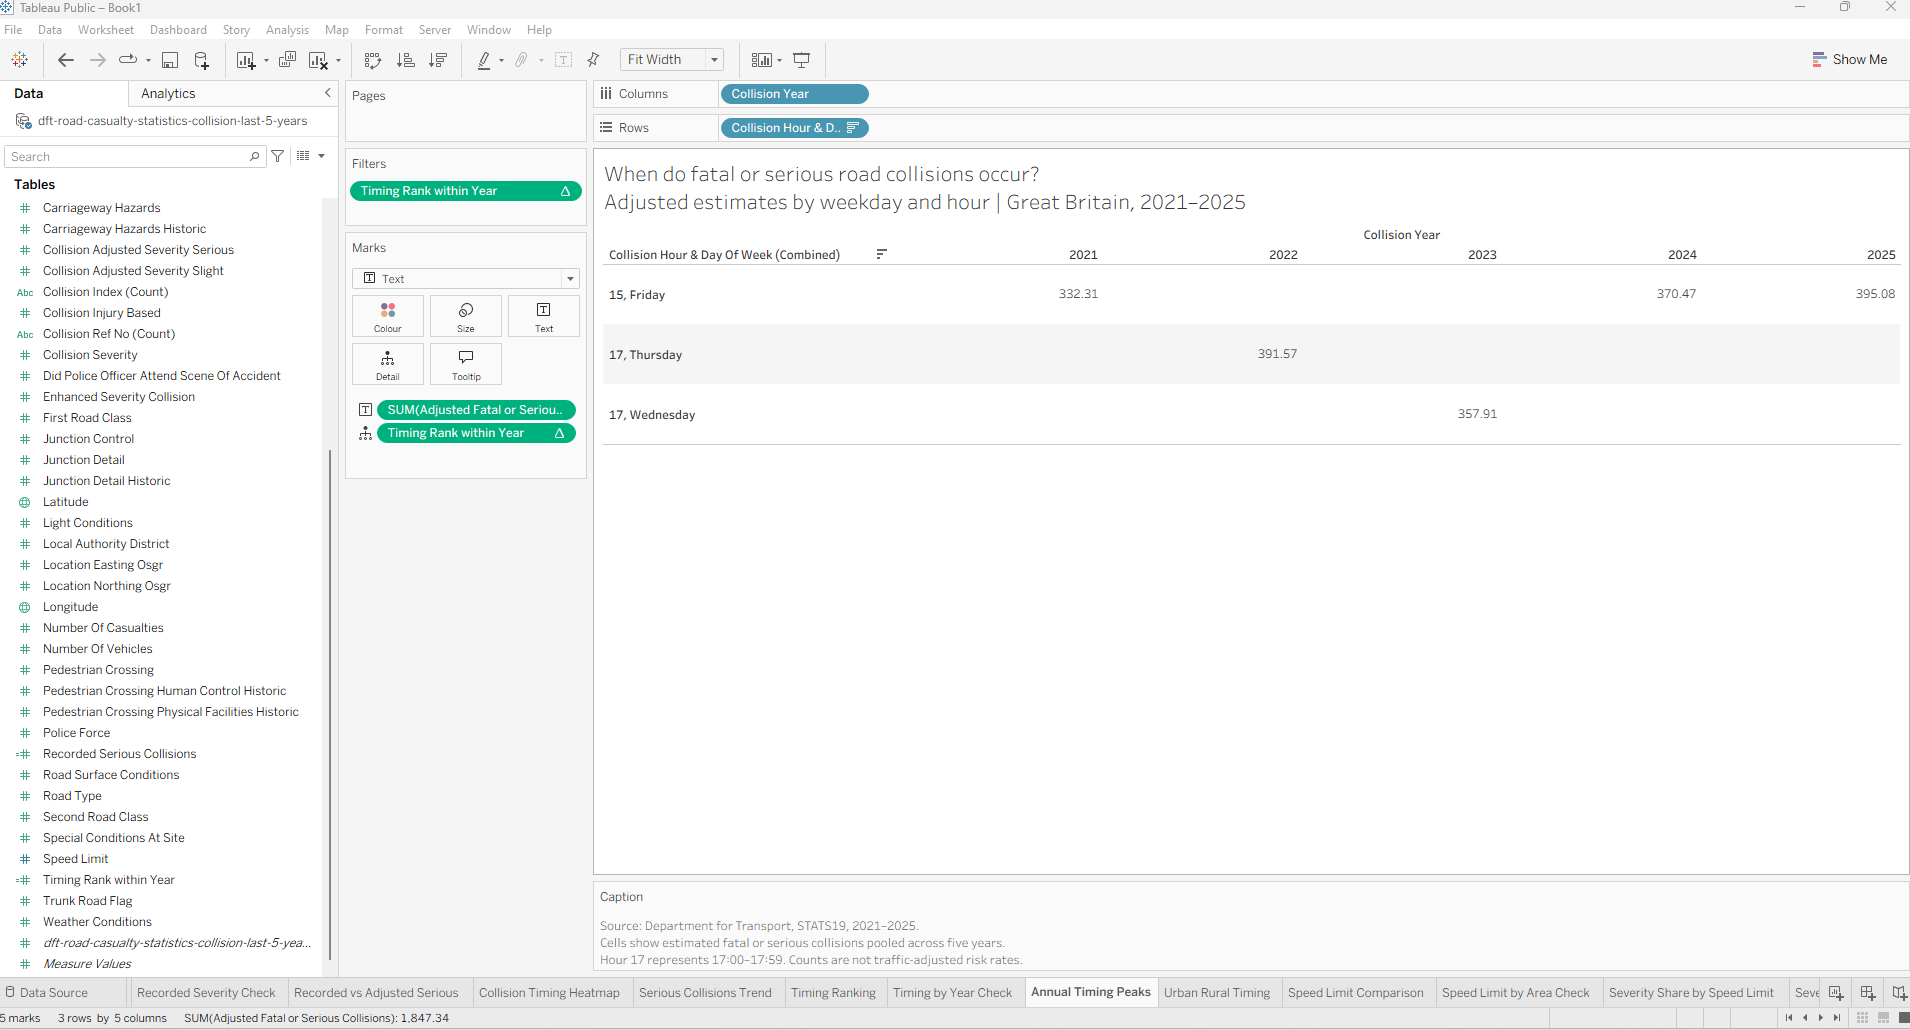 Tableau Public – Book1
File Data Worksheet Dashboard Story Analysis Map Format Server Window Help
Fit Width
Show Me
Data Analytics
dft-road-casualty-statistics-collision-last-5-years
Search
Tables
Carriageway Hazards
Carriageway Hazards Historic
Collision Adjusted Severity Serious
Collision Adjusted Severity Slight
Abc Collision Index (Count)
Collision Injury Based
Abc Collision Ref No (Count)
Collision Severity
Did Police Officer Attend Scene Of Accident
Enhanced Severity Collision
First Road Class
Junction Control
Junction Detail
Junction Detail Historic
Latitude
Light Conditions
Local Authority District
Location Easting Osgr
Location Northing Osgr
Longitude
Number Of Casualties
Number Of Vehicles
Pedestrian Crossing
Pedestrian Crossing Human Control Historic
Pedestrian Crossing Physical Facilities Historic
Police Force
Recorded Serious Collisions
Road Surface Conditions
Road Type
Second Road Class
Special Conditions At Site
Speed Limit
Timing Rank within Year
Trunk Road Flag
Weather Conditions
dft-road-casualty-statistics-collision-last-5-yea...
Measure Values
Pages
Filters
Timing Rank within Year
Marks
Text
Colour Size Text
Detail Tooltip
SUM(Adjusted Fatal or Seriou..
Timing Rank within Year
Columns Collision Year
Rows Collision Hour & D..
When do fatal or serious road collisions occur?
Adjusted estimates by weekday and hour | Great Britain, 2021–2025
Collision Year
Collision Hour & Day Of Week (Combined) 2021 2022 2023 2024 2025
15, Friday 332.31 370.47 395.08
17, Thursday 391.57
17, Wednesday 357.91
Caption
Source: Department for Transport, STATS19, 2021–2025.
Cells show estimated fatal or serious collisions pooled across five years.
Hour 17 represents 17:00–17:59. Counts are not traffic-adjusted risk rates.
Data Source Recorded Severity Check Recorded vs Adjusted Serious Collision Timing Heatmap Serious Collisions Trend Timing Ranking Timing by Year Check Annual Timing Peaks Urban Rural Timing Speed Limit Comparison Speed Limit by Area Check Severity Share by Speed Limit Seve
5 marks 3 rows by 5 columns SUM(Adjusted Fatal or Serious Collisions): 1,847.34